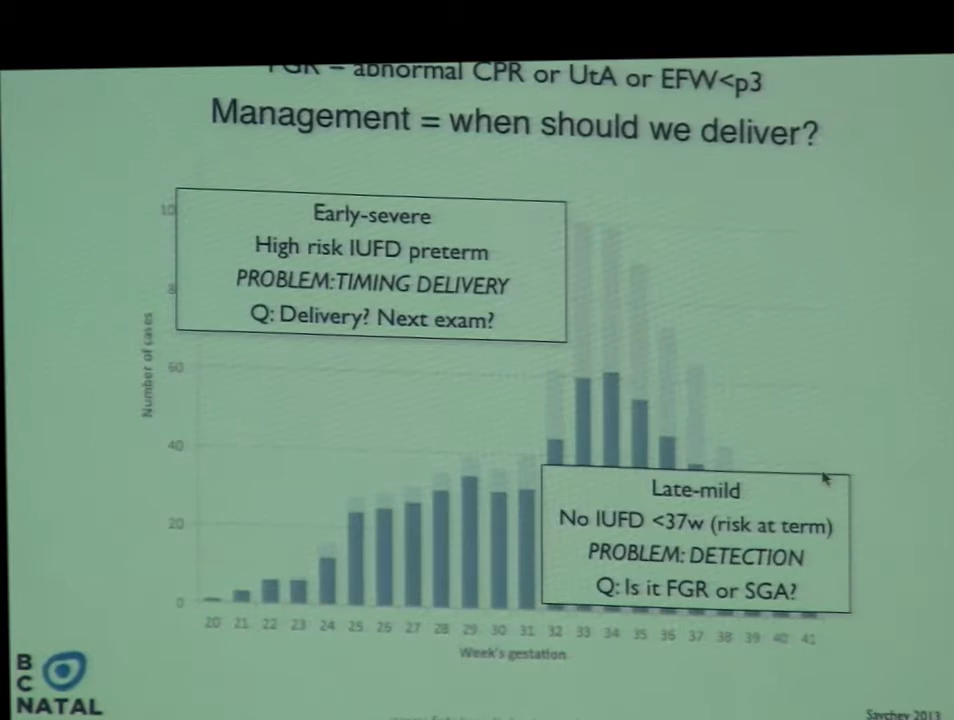 FGR = abnormal CPR or UtA or EFW<p3
Management = when should we deliver?
Early-severe
High risk IUFD preterm
PROBLEM:TIMING DELIVERY
Q: Delivery? Next exam?
Late-mild
No IUFD <37w (risk at term)
PROBLEM: DETECTION
Q: Is it FGR or SGA?
Number of cases
10
8
60
40
20
0
20 21 22 23 24 25 26 27 28 29 30 31 32 33 34 35 36 37 38 39 40 41
Week's gestation
B
C
NATAL
Savchev 2013